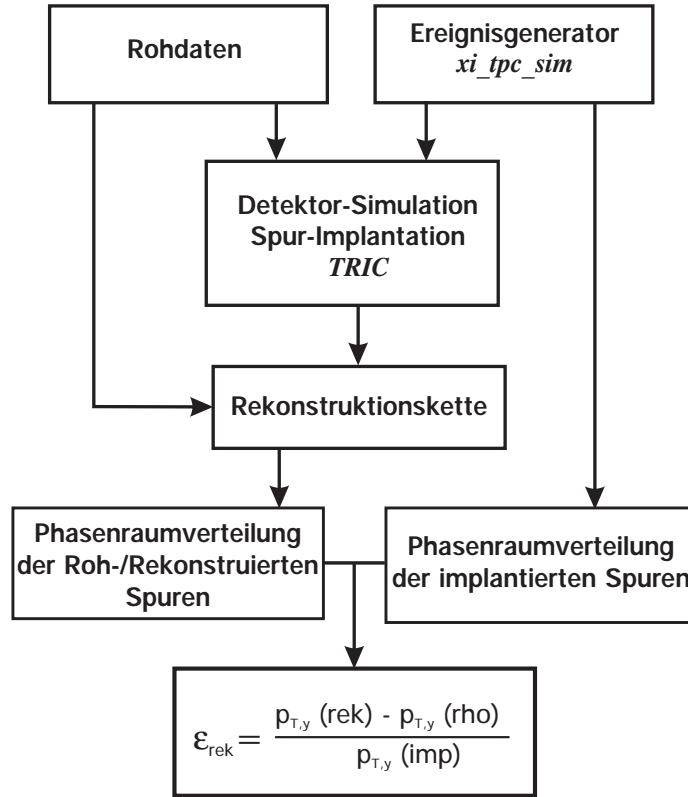 Rohdaten
Ereignisgenerator
xi_tpc_sim
Detektor-Simulation
Spur-Implantation
TRIC
Rekonstruktionskette
Phasenraumverteilung
der Roh-/Rekonstruierten
Spuren
Phasenraumverteilung
der implantierten Spuren
εrek = pT,y (rek) - pT,y (rho)
pT,y (imp)